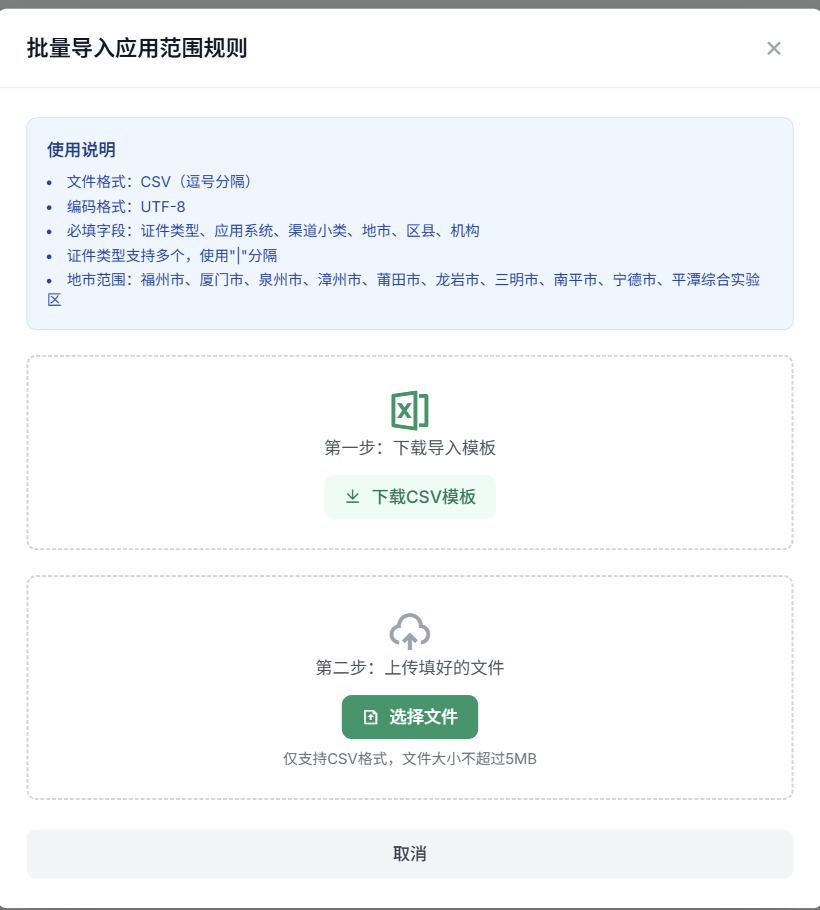 批量导入应用范围规则
使用说明
• 文件格式：CSV（逗号分隔）
• 编码格式：UTF-8
• 必填字段：证件类型、应用系统、渠道小类、地市、区县、机构
• 证件类型支持多个，使用"|"分隔
• 地市范围：福州市、厦门市、泉州市、漳州市、莆田市、龙岩市、三明市、南平市、宁德市、平潭综合实验
区
第一步：下载导入模板
下载CSV模板
第二步：上传填好的文件
选择文件
仅支持CSV格式，文件大小不超过5MB
取消